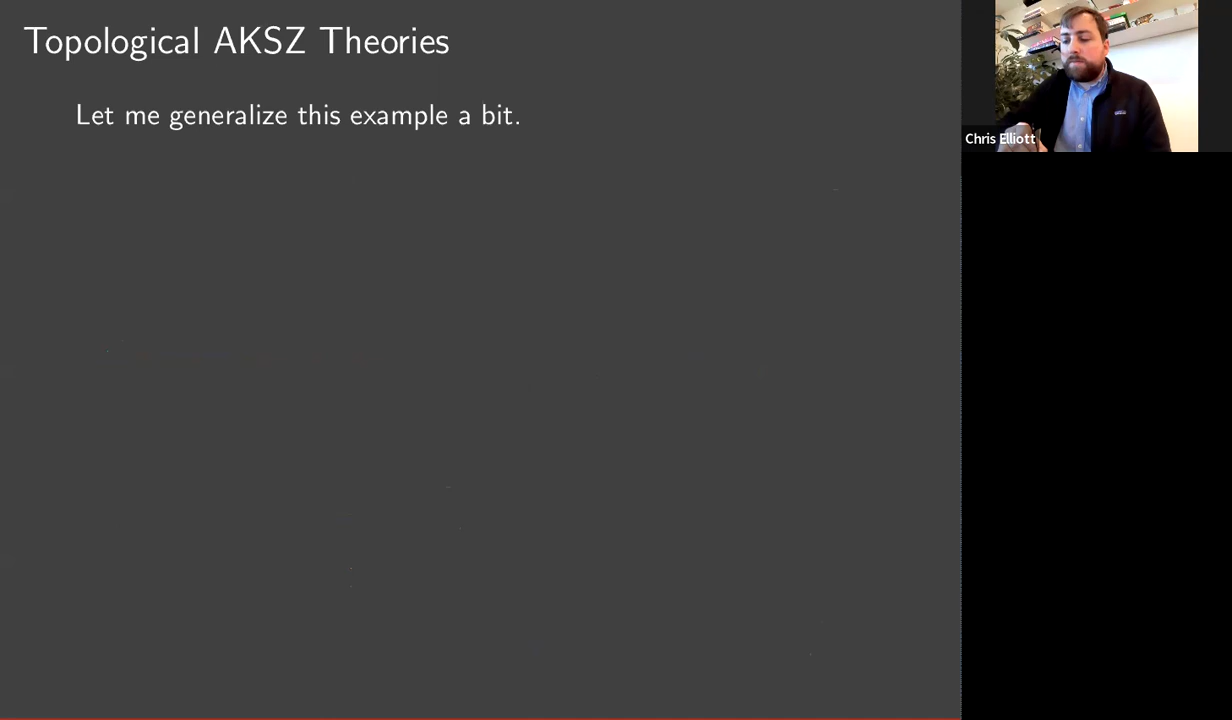 Topological AKSZ Theories
Let me generalize this example a bit.
Chris Elliott